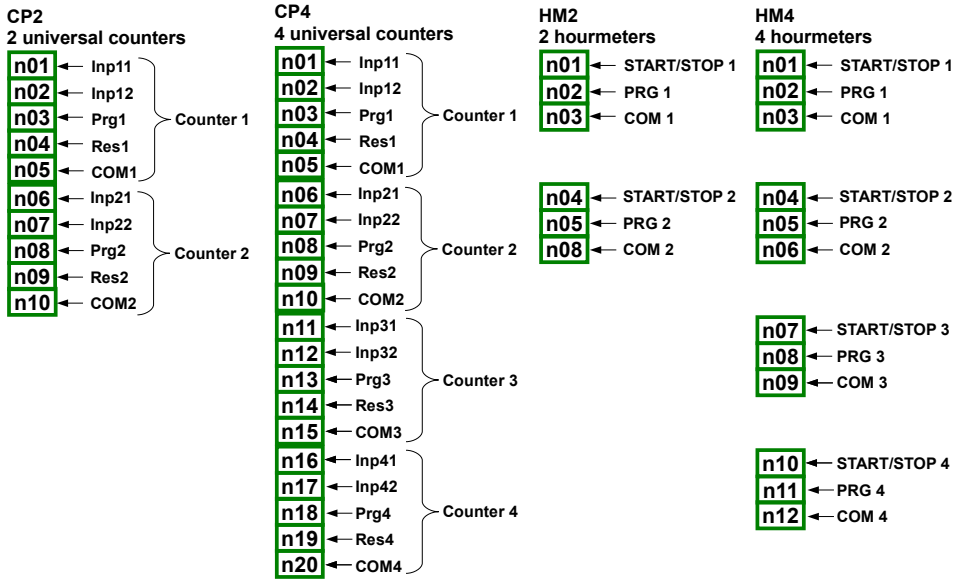 CP2
2 universal counters
n01 Inp11
n02 Inp12
n03 Prg1
n04 Res1
n05 COM1
Counter 1
n06 Inp21
n07 Inp22
n08 Prg2
n09 Res2
n10 COM2
Counter 2
CP4
4 universal counters
n01 Inp11
n02 Inp12
n03 Prg1
n04 Res1
n05 COM1
Counter 1
n06 Inp21
n07 Inp22
n08 Prg2
n09 Res2
n10 COM2
Counter 2
n11 Inp31
n12 Inp32
n13 Prg3
n14 Res3
n15 COM3
Counter 3
n16 Inp41
n17 Inp42
n18 Prg4
n19 Res4
n20 COM4
Counter 4
HM2
2 hourmeters
n01 START/STOP 1
n02 PRG 1
n03 COM 1
n04 START/STOP 2
n05 PRG 2
n08 COM 2
HM4
4 hourmeters
n01 START/STOP 1
n02 PRG 1
n03 COM 1
n04 START/STOP 2
n05 PRG 2
n06 COM 2
n07 START/STOP 3
n08 PRG 3
n09 COM 3
n10 START/STOP 4
n11 PRG 4
n12 COM 4